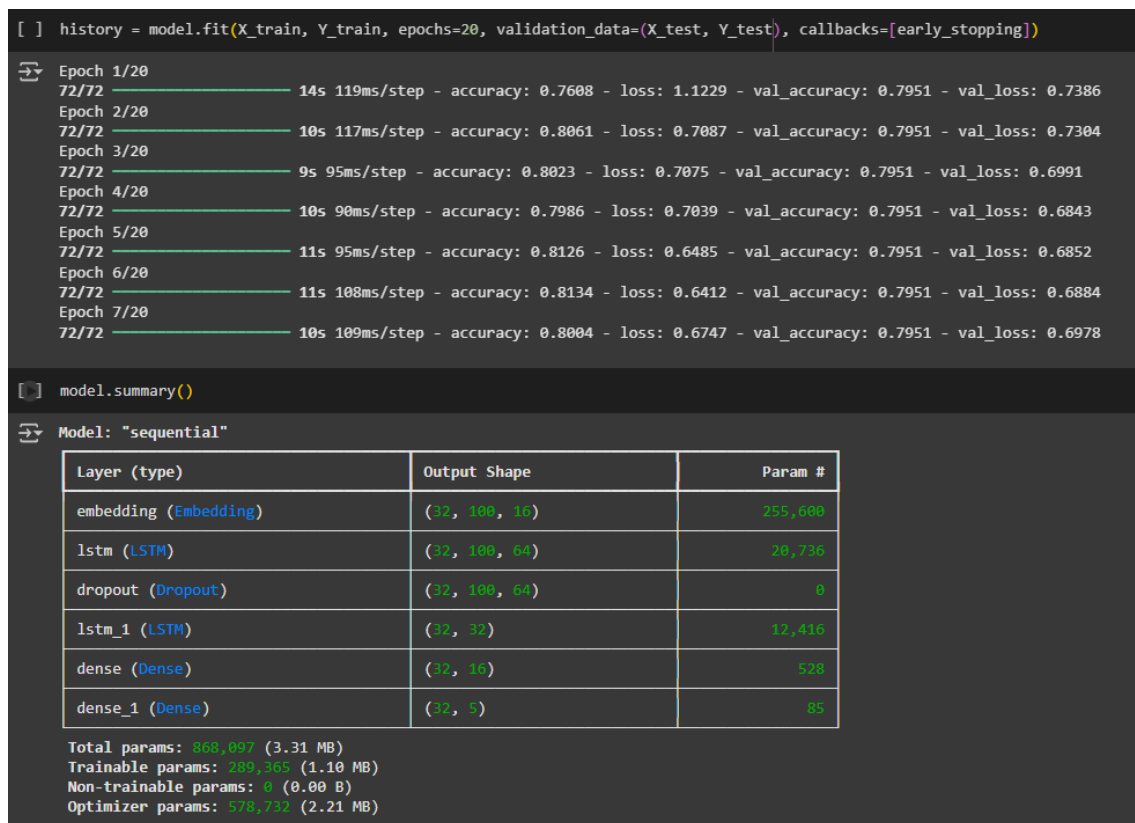 [ ] history = model.fit(X_train, Y_train, epochs=20, validation_data=(X_test, Y_test), callbacks=[early_stopping])
Epoch 1/20
72/72 ━━━━━━━━━━━━━━━━━━━━ 14s 119ms/step - accuracy: 0.7608 - loss: 1.1229 - val_accuracy: 0.7951 - val_loss: 0.7386
Epoch 2/20
72/72 ━━━━━━━━━━━━━━━━━━━━ 10s 117ms/step - accuracy: 0.8061 - loss: 0.7087 - val_accuracy: 0.7951 - val_loss: 0.7304
Epoch 3/20
72/72 ━━━━━━━━━━━━━━━━━━━━ 9s 95ms/step - accuracy: 0.8023 - loss: 0.7075 - val_accuracy: 0.7951 - val_loss: 0.6991
Epoch 4/20
72/72 ━━━━━━━━━━━━━━━━━━━━ 10s 90ms/step - accuracy: 0.7986 - loss: 0.7039 - val_accuracy: 0.7951 - val_loss: 0.6843
Epoch 5/20
72/72 ━━━━━━━━━━━━━━━━━━━━ 11s 95ms/step - accuracy: 0.8126 - loss: 0.6485 - val_accuracy: 0.7951 - val_loss: 0.6852
Epoch 6/20
72/72 ━━━━━━━━━━━━━━━━━━━━ 11s 108ms/step - accuracy: 0.8134 - loss: 0.6412 - val_accuracy: 0.7951 - val_loss: 0.6884
Epoch 7/20
72/72 ━━━━━━━━━━━━━━━━━━━━ 10s 109ms/step - accuracy: 0.8004 - loss: 0.6747 - val_accuracy: 0.7951 - val_loss: 0.6978
[ ] model.summary()
Model: "sequential"
Layer (type) Output Shape Param #
embedding (Embedding) (32, 100, 16) 255,600
lstm (LSTM) (32, 100, 64) 20,736
dropout (Dropout) (32, 100, 64) 0
lstm_1 (LSTM) (32, 32) 12,416
dense (Dense) (32, 16) 528
dense_1 (Dense) (32, 5) 85
Total params: 868,097 (3.31 MB)
Trainable params: 289,365 (1.10 MB)
Non-trainable params: 0 (0.00 B)
Optimizer params: 578,732 (2.21 MB)